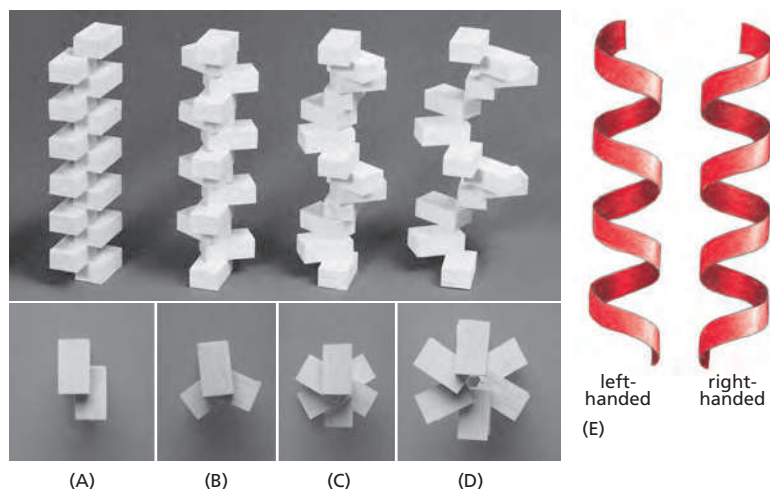 left-
handed
right-
handed
(E)
(A)
(B)
(C)
(D)